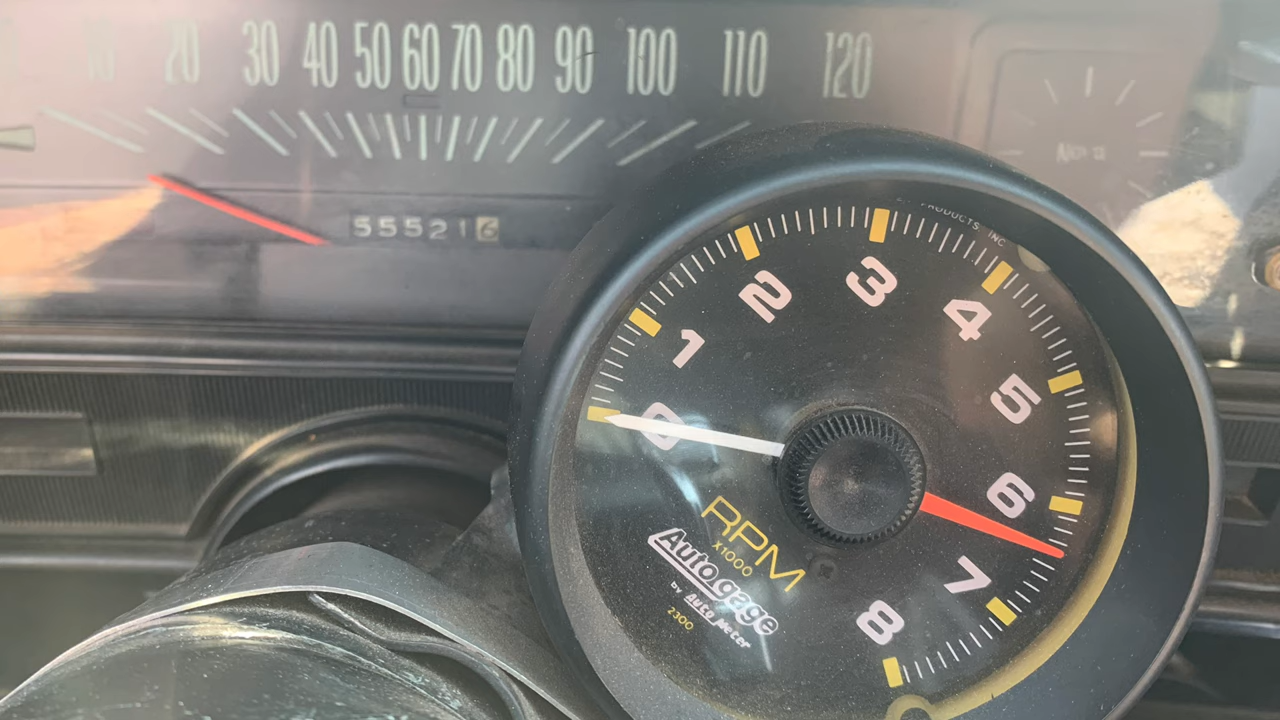 10 20 30 40 50 60 70 80 90 100 110 120
555216
PRODUCTS INC
0 1 2 3 4 5 6 7 8
RPM
X1000
Auto gage
by Auto meter
2300